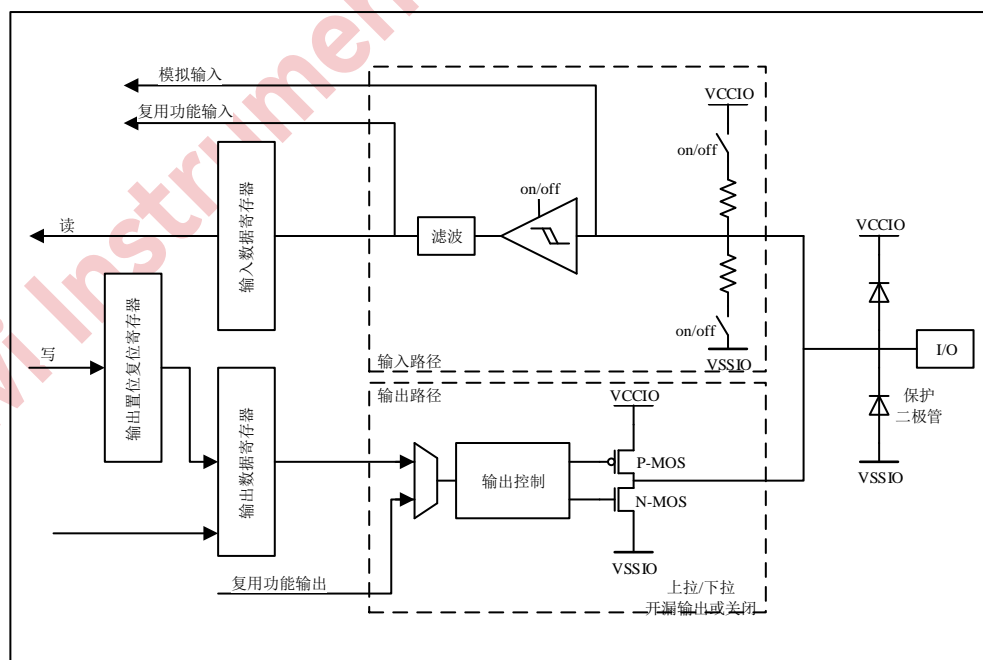 模拟输入
复用功能输入
VCCIO
on/off
on/off
滤波
输入数据寄存器
读
VCCIO
on/off
VSSIO
输入路径
I/O
输出置位复位寄存器
写
输出路径
VCCIO
保护
二极管
P-MOS
输出数据寄存器
输出控制
N-MOS
VSSIO
VSSIO
复用功能输出
上拉/下拉
开漏输出或关闭
vi Instrumen